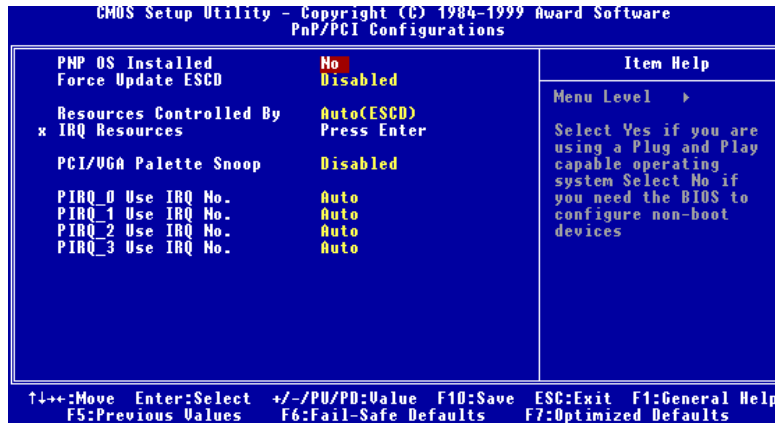 CMOS Setup Utility - Copyright (C) 1984-1999 Award Software
PnP/PCI Configurations
PNP OS Installed No
Force Update ESCD Disabled
Resources Controlled By Auto(ESCD)
x IRQ Resources Press Enter
PCI/VGA Palette Snoop Disabled
PIRQ_0 Use IRQ No. Auto
PIRQ_1 Use IRQ No. Auto
PIRQ_2 Use IRQ No. Auto
PIRQ_3 Use IRQ No. Auto
Item Help
Menu Level ▸
Select Yes if you are
using a Plug and Play
capable operating
system Select No if
you need the BIOS to
configure non-boot
devices
↑↓→←:Move Enter:Select +/-/PU/PD:Value F10:Save ESC:Exit F1:General Help
F5:Previous Values F6:Fail-Safe Defaults F7:Optimized Defaults